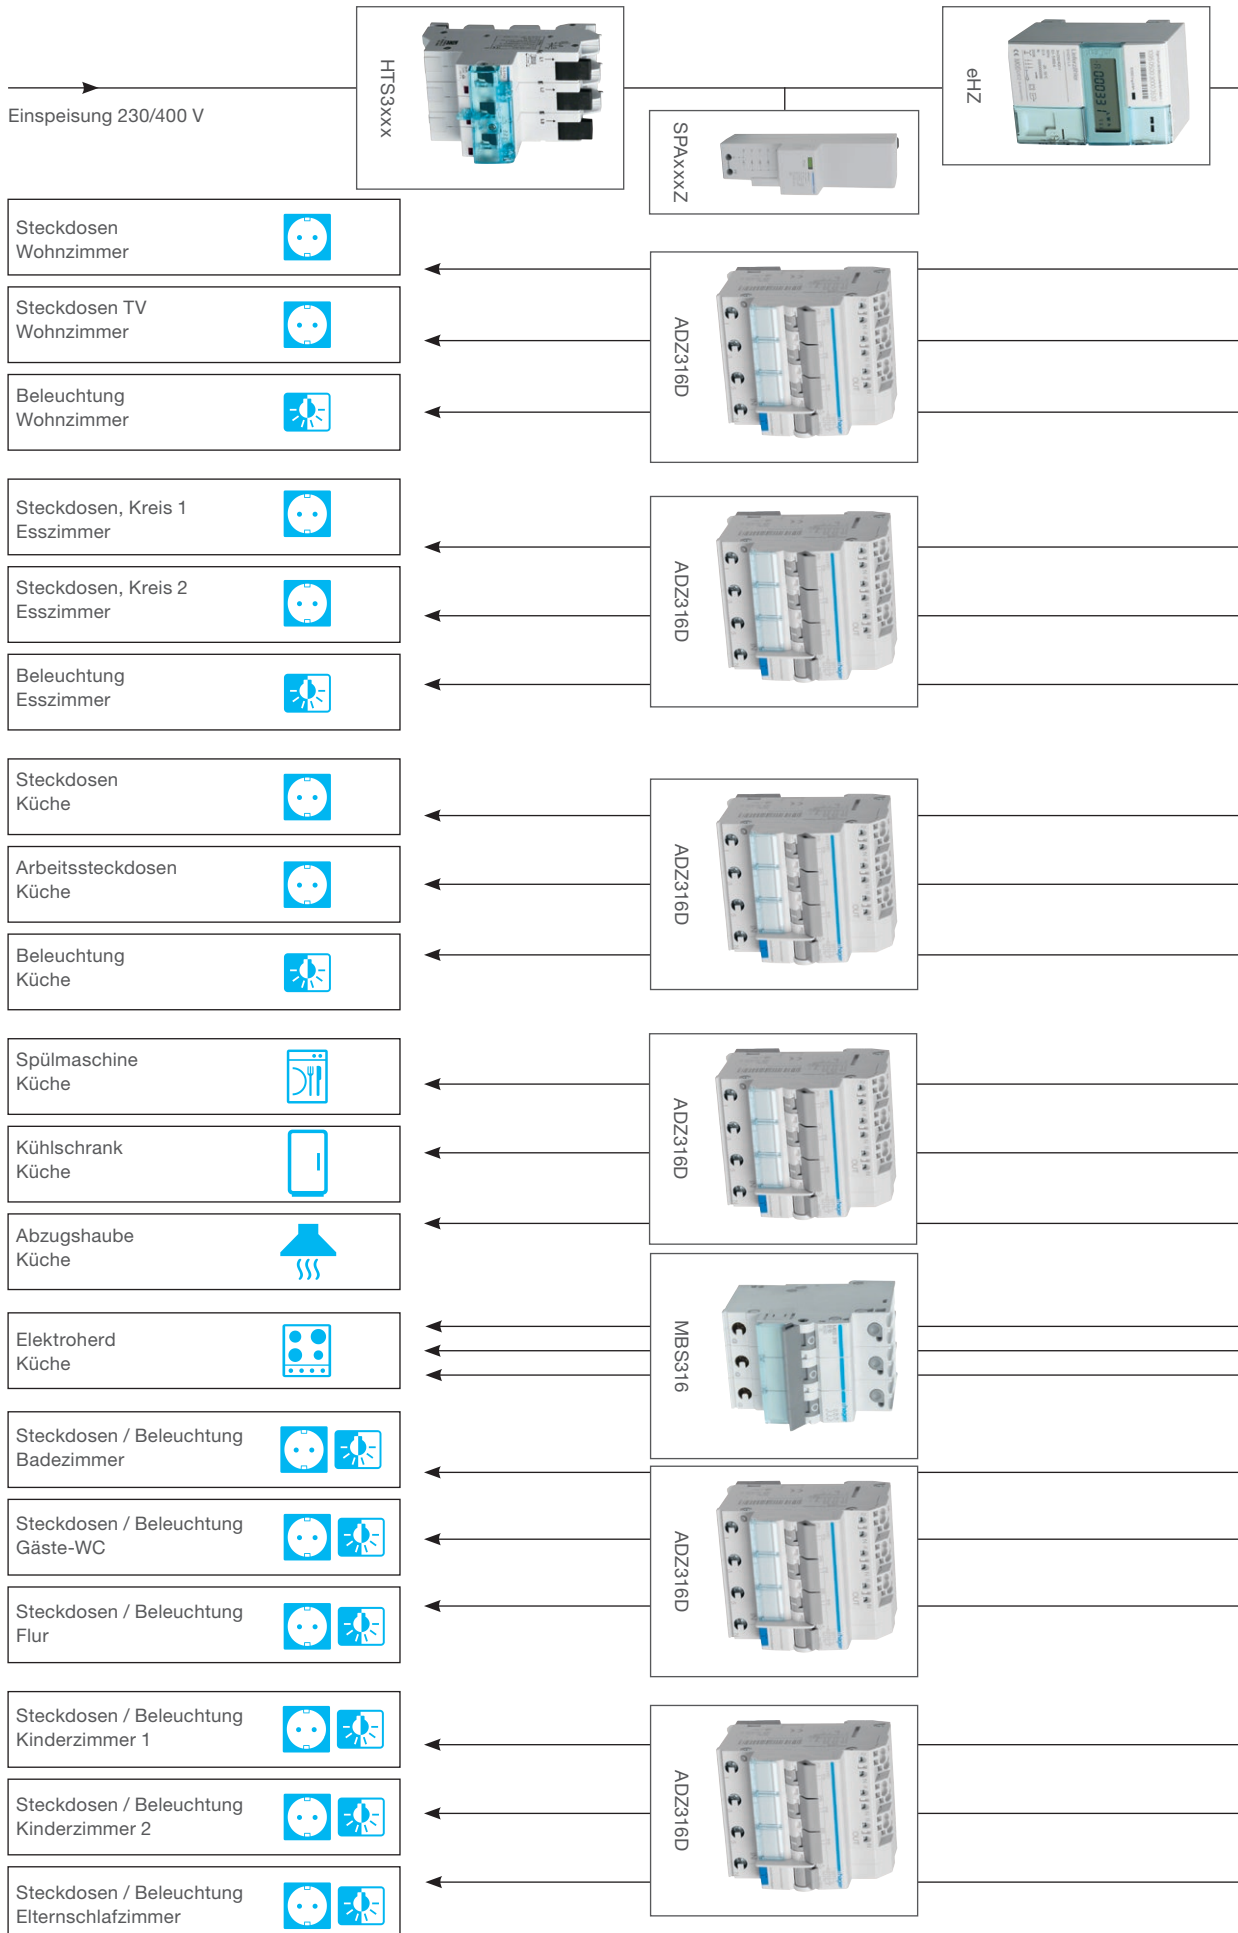 Einspeisung 230/400 V
HTS3xxx
SPAxxxZ
eHZ
Steckdosen
Wohnzimmer
Steckdosen TV
Wohnzimmer
Beleuchtung
Wohnzimmer
ADZ316D
Steckdosen, Kreis 1
Esszimmer
Steckdosen, Kreis 2
Esszimmer
Beleuchtung
Esszimmer
ADZ316D
Steckdosen
Küche
Arbeitssteckdosen
Küche
Beleuchtung
Küche
ADZ316D
Spülmaschine
Küche
Kühlschrank
Küche
Abzugshaube
Küche
ADZ316D
Elektroherd
Küche
MBS316
Steckdosen / Beleuchtung
Badezimmer
Steckdosen / Beleuchtung
Gäste-WC
Steckdosen / Beleuchtung
Flur
ADZ316D
Steckdosen / Beleuchtung
Kinderzimmer 1
Steckdosen / Beleuchtung
Kinderzimmer 2
Steckdosen / Beleuchtung
Elternschlafzimmer
ADZ316D